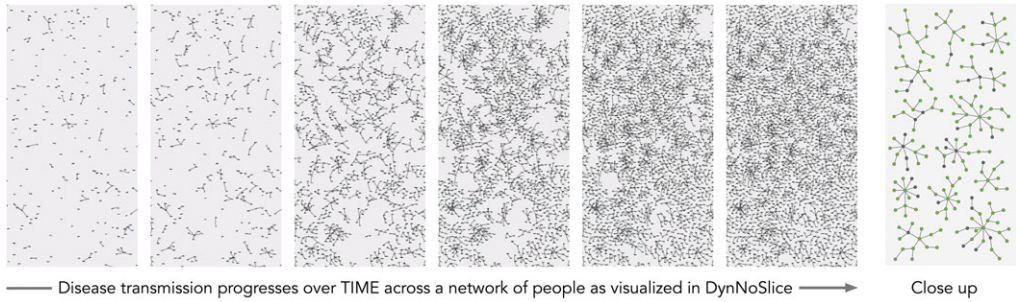 Disease transmission progresses over TIME across a network of people as visualized in DynNoSlice
Close up